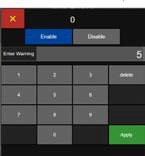 × 0
Enable Disable
Enter Warning 5
1 2 3 delete
4 5 6
7 8 9
0 Apply